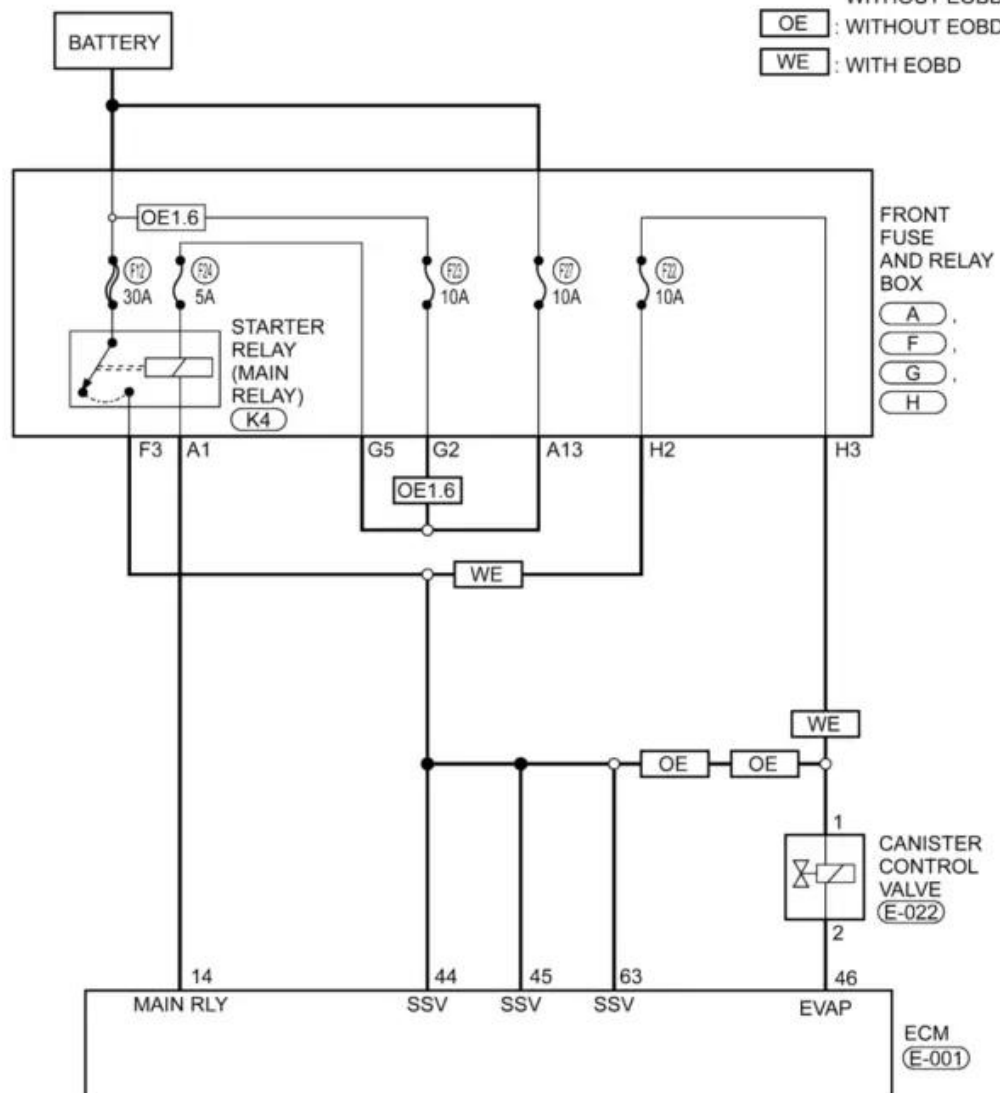 WITHOUT EOBD
BATTERY
OE : WITHOUT EOBD
WE : WITH EOBD
OE1.6
F12
30A
F24
5A
F23
10A
F27
10A
F22
10A
FRONT
FUSE
AND RELAY
BOX
A ,
F ,
G ,
H
STARTER
RELAY
(MAIN
RELAY)
K4
F3 A1 G5 G2 A13 H2 H3
OE1.6
WE
WE
OE OE
1
CANISTER
CONTROL
VALVE
E-022
2
14 44 45 63 46
MAIN RLY SSV SSV SSV EVAP
ECM
E-001